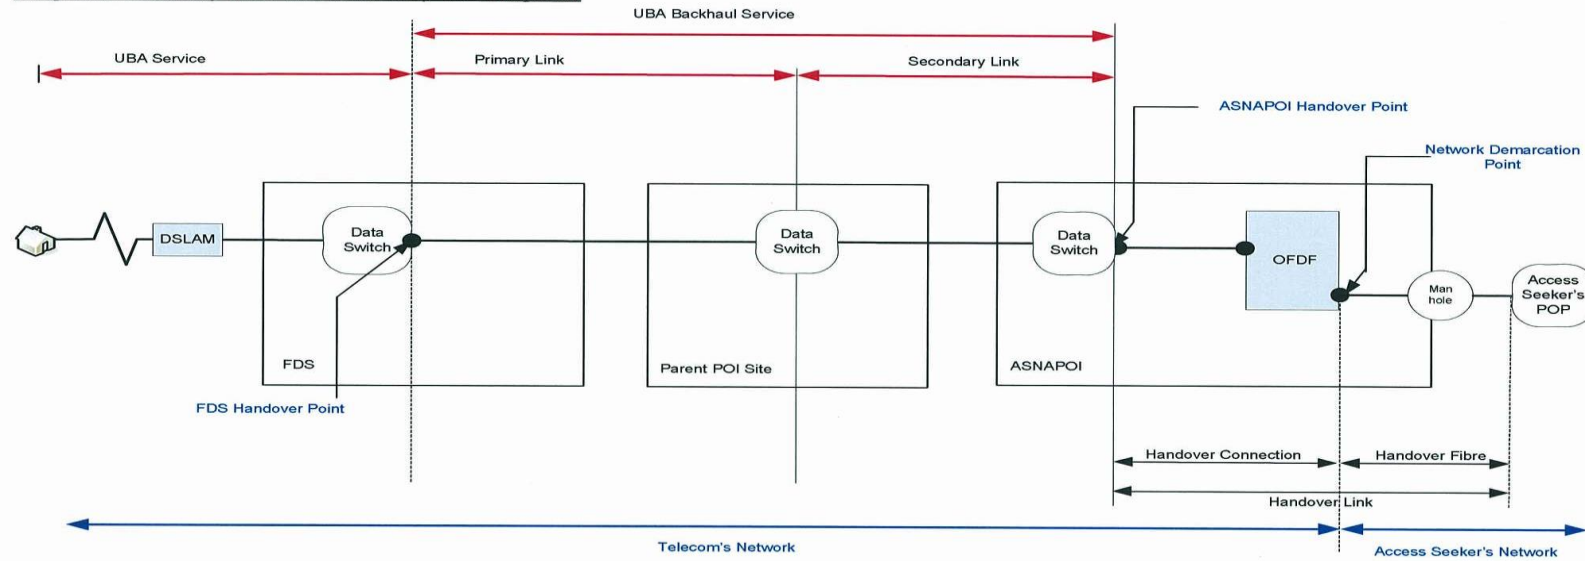 UBA Backhaul Service
UBA Service
Primary Link
Secondary Link
ASNAPOI Handover Point
Network Demarcation
Point
DSLAM
Data
Switch
Data
Switch
Data
Switch
OFDF
Man
hole
Access
Seeker's
POP
FDS
Parent POI Site
ASNAPOI
FDS Handover Point
Handover Connection
Handover Fibre
Handover Link
Telecom's Network
Access Seeker's Network